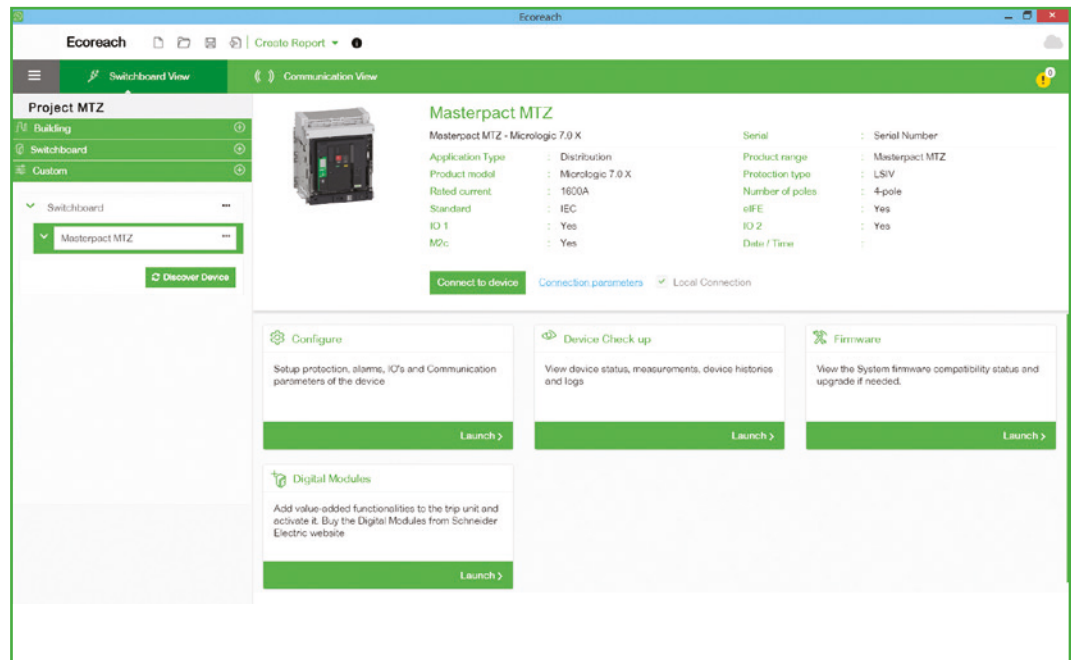 Ecoreach
Ecoreach Create Report
Switchboard View Communication View 0
Project MTZ
Building
Switchboard
Custom
Switchboard
Masterpact MTZ
Discover Device
Masterpact MTZ
Masterpact MTZ - Micrologic 7.0 X Serial : Serial Number
Application Type : Distribution Product range : Masterpact MTZ
Product model : Micrologic 7.0 X Protection type : LSIV
Rated current : 1600A Number of poles : 4-pole
Standard : IEC eIFE : Yes
IO 1 : Yes IO 2 : Yes
M2c : Yes Date / Time :
Connect to device Connection parameters Local Connection
Configure
Setup protection, alarms, IO's and Communication
parameters of the device
Launch >
Device Check up
View device status, measurements, device histories
and logs
Launch >
Firmware
View the System firmware compatibility status and
upgrade if needed.
Launch >
Digital Modules
Add value-added functionalities to the trip unit and
activate it. Buy the Digital Modules from Schneider
Electric website
Launch >